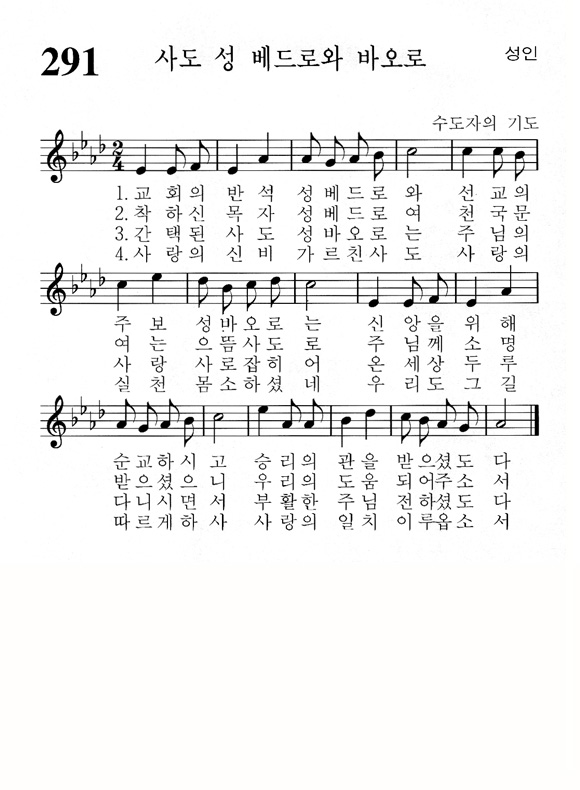 291 사도 성 베드로와 바오로 성인
수도자의 기도
2
4
1. 교 회의 반 석 성베드로 와 선 교의
2. 착 하신 목 자 성베드로 여 천 국문
3. 간 택된 사 도 성바오로 는 주 님의
4. 사 랑의 신 비 가르친사 도 사 랑의
주 보 성바오로 는 신 앙을 위 해
여 는 으뜸사도 로 주 님께 소 명
사 랑 사로잡히 어 온 세상 두 루
실 천 몸소하셨 네 우 리도 그 길
순교하시 고 승 리의 관 을 받으셨도 다
받으셨으 니 우 리의 도 움 되어주소 서
다니시면 서 부 활한 주 님 전하셨도 다
따르게하 사 사 랑의 일 치 이루옵소 서